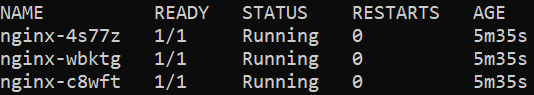 NAME READY STATUS RESTARTS AGE
nginx-4s77z 1/1 Running 0 5m35s
nginx-wbktg 1/1 Running 0 5m35s
nginx-c8wft 1/1 Running 0 5m35s